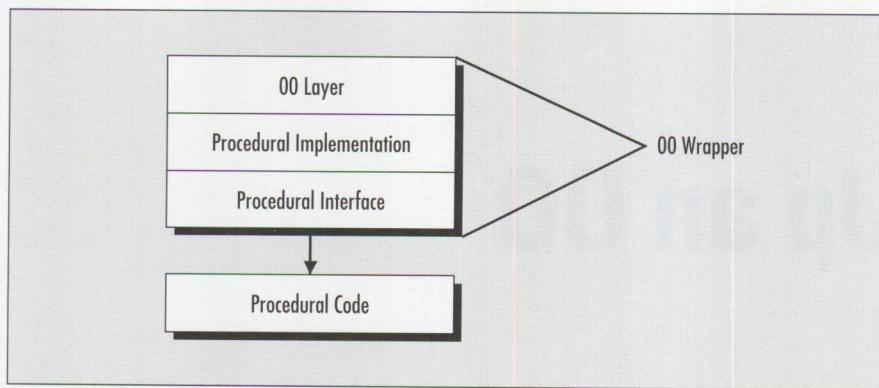 OO Layer
Procedural Implementation
Procedural Interface
OO Wrapper
Procedural Code